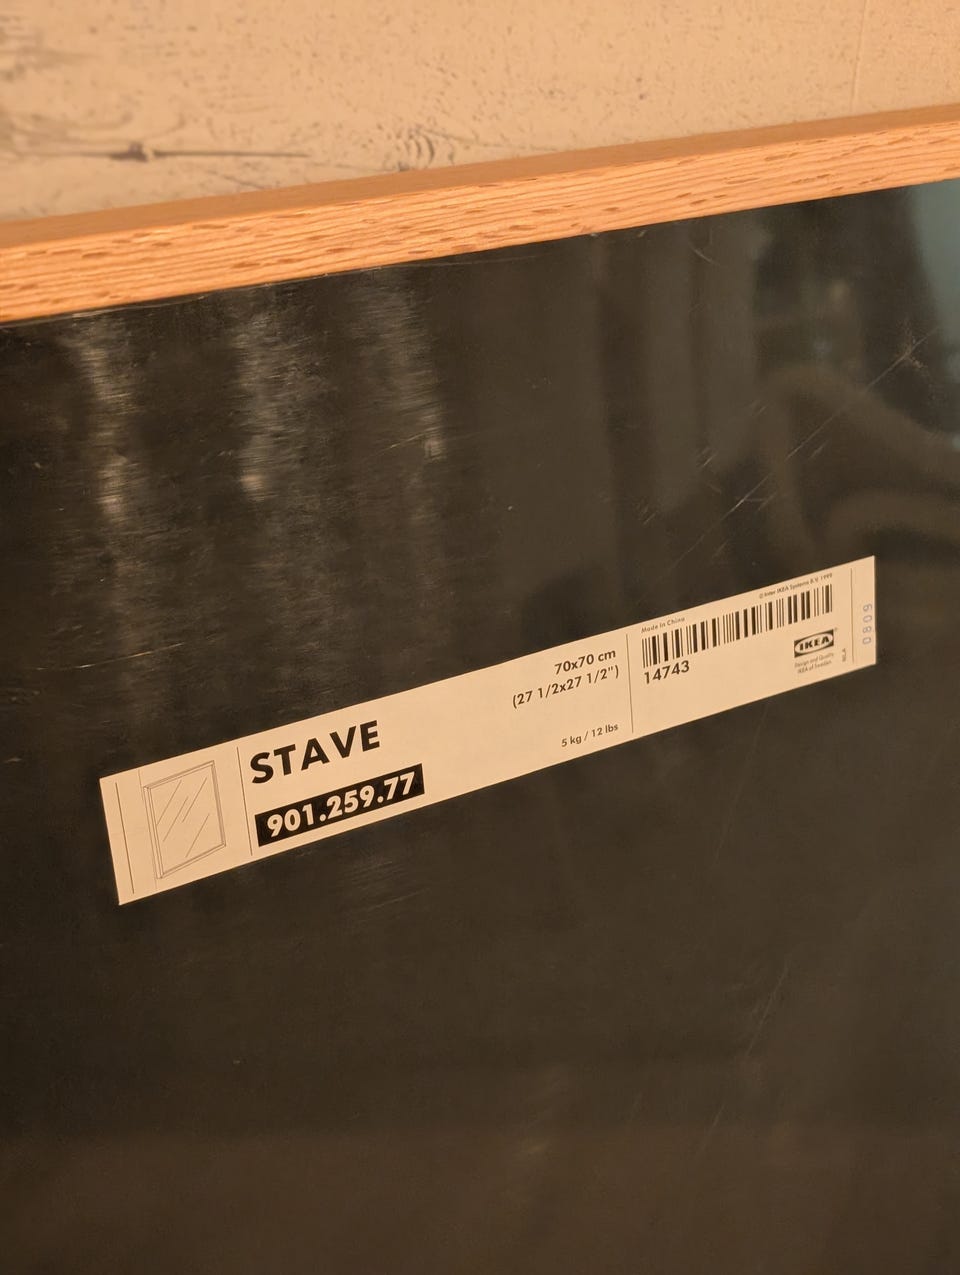 STAVE
901.259.77
70x70 cm
(27 1/2x27 1/2")
5 kg / 12 lbs
© Inter IKEA Systems B.V. 1999
Made in China
14743
IKEA
Design and Quality
IKEA of Sweden
0809